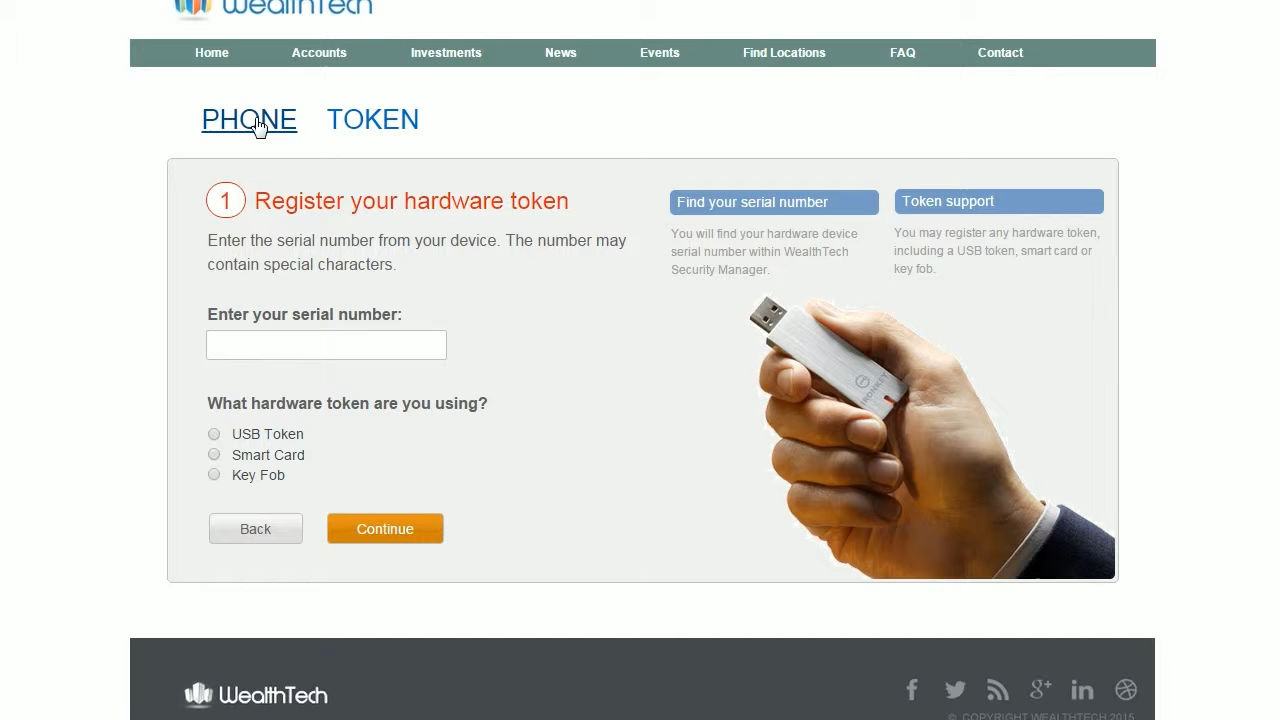 WealthTech
Home Accounts Investments News Events Find Locations FAQ Contact
PHONE TOKEN
1 Register your hardware token
Enter the serial number from your device. The number may
contain special characters.
Enter your serial number:
What hardware token are you using?
USB Token
Smart Card
Key Fob
Back Continue
Find your serial number
You will find your hardware device
serial number within WealthTech
Security Manager.
Token support
You may register any hardware token,
including a USB token, smart card or
key fob.
IRONKEY
WealthTech
© COPYRIGHT WEALTHTECH 2015